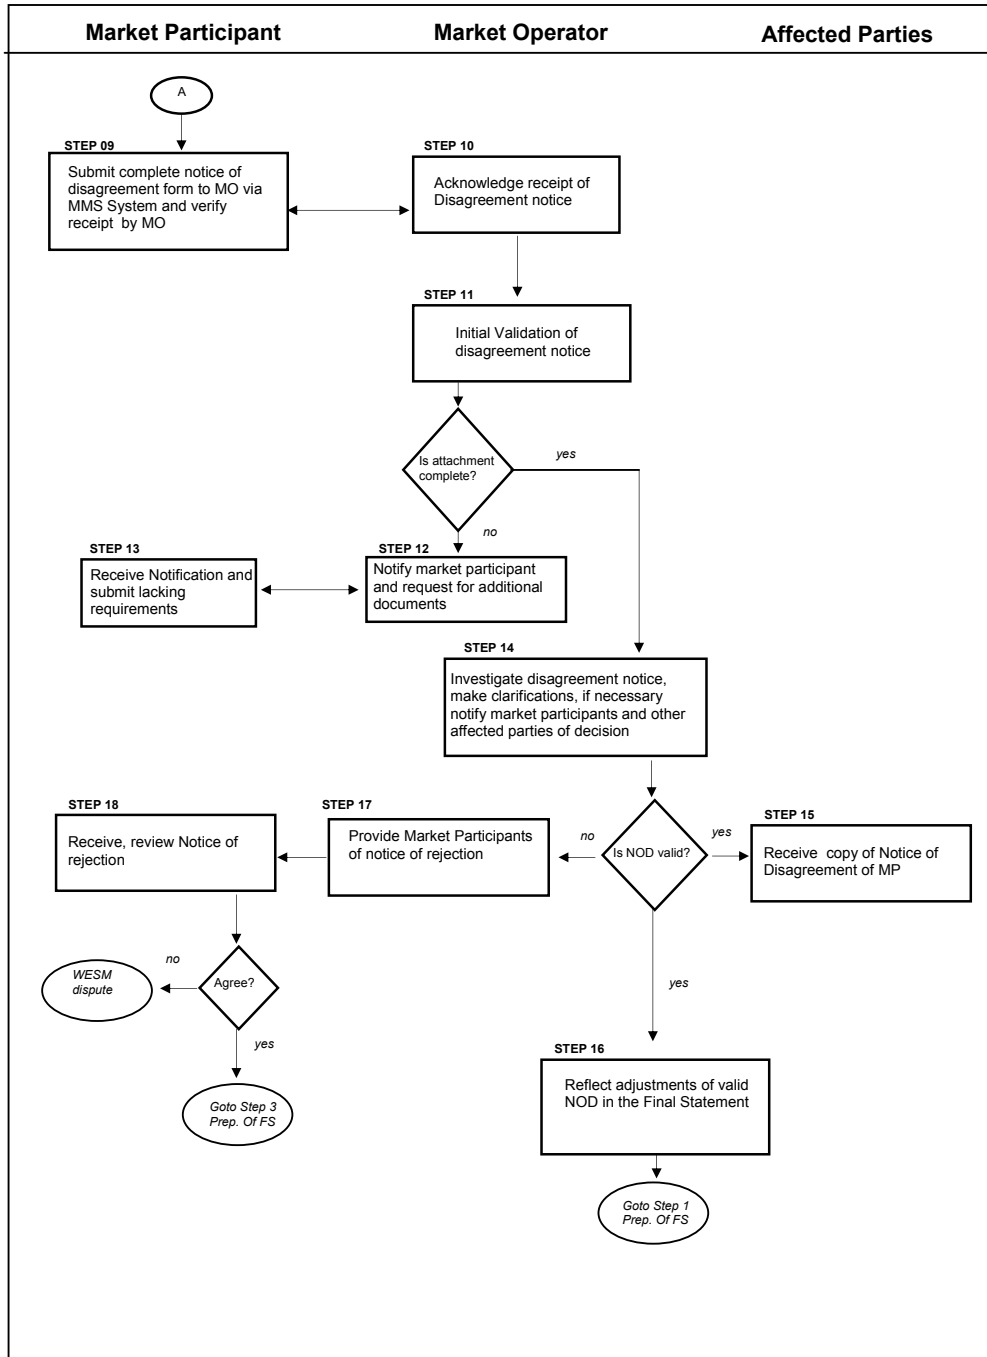 Market Participant
Market Operator
Affected Parties
A
STEP 09
Submit complete notice of
disagreement form to MO via
MMS System and verify
receipt by MO
STEP 10
Acknowledge receipt of
Disagreement notice
STEP 11
Initial Validation of
disagreement notice
Is attachment
complete?
yes
no
STEP 13
Receive Notification and
submit lacking
requirements
STEP 12
Notify market participant
and request for additional
documents
STEP 14
Investigate disagreement notice,
make clarifications, if necessary
notify market participants and other
affected parties of decision
STEP 18
Receive, review Notice of
rejection
STEP 17
Provide Market Participants
of notice of rejection
no
Is NOD valid?
yes
STEP 15
Receive copy of Notice of
Disagreement of MP
WESM
dispute
no
Agree?
yes
yes
STEP 16
Reflect adjustments of valid
NOD in the Final Statement
Goto Step 3
Prep. Of FS
Goto Step 1
Prep. Of FS